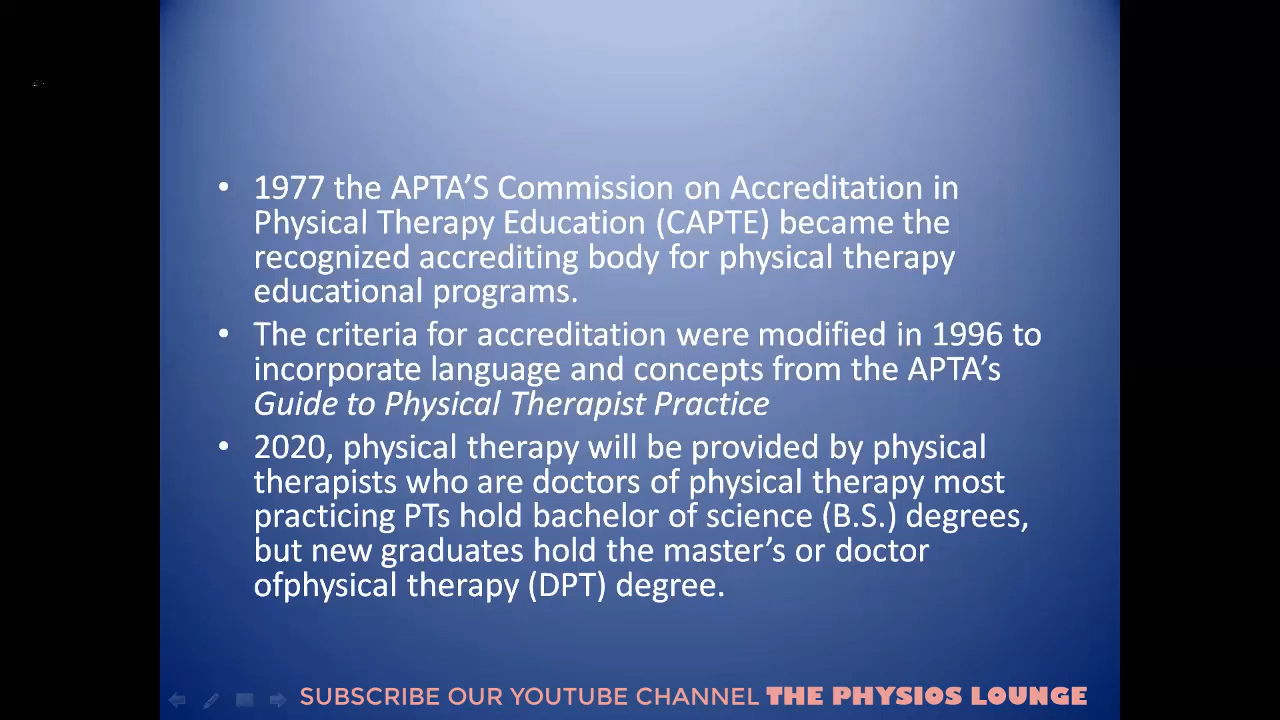 • 1977 the APTA’S Commission on Accreditation in
Physical Therapy Education (CAPTE) became the
recognized accrediting body for physical therapy
educational programs.
• The criteria for accreditation were modified in 1996 to
incorporate language and concepts from the APTA’s
Guide to Physical Therapist Practice
• 2020, physical therapy will be provided by physical
therapists who are doctors of physical therapy most
practicing PTs hold bachelor of science (B.S.) degrees,
but new graduates hold the master’s or doctor
ofphysical therapy (DPT) degree.
SUBSCRIBE OUR YOUTUBE CHANNEL THE PHYSIOS LOUNGE